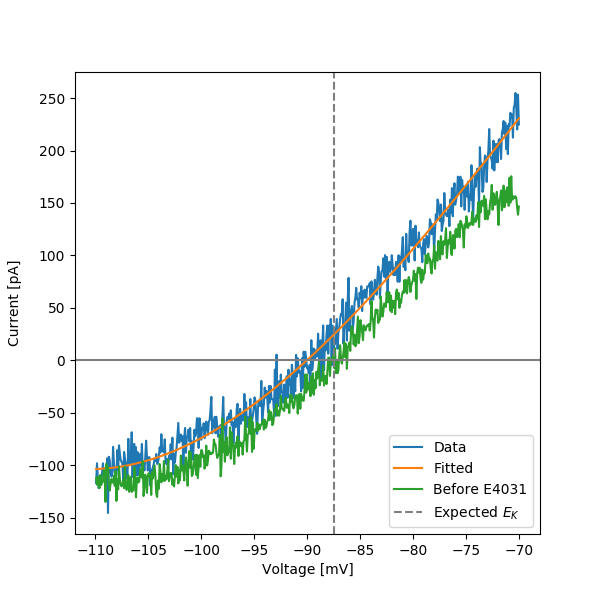 250
200
150
100
50
0
−50
−100
−150
Current [pA]
−110 −105 −100 −95 −90 −85 −80 −75 −70
Voltage [mV]
Data
Fitted
Before E4031
Expected E_K